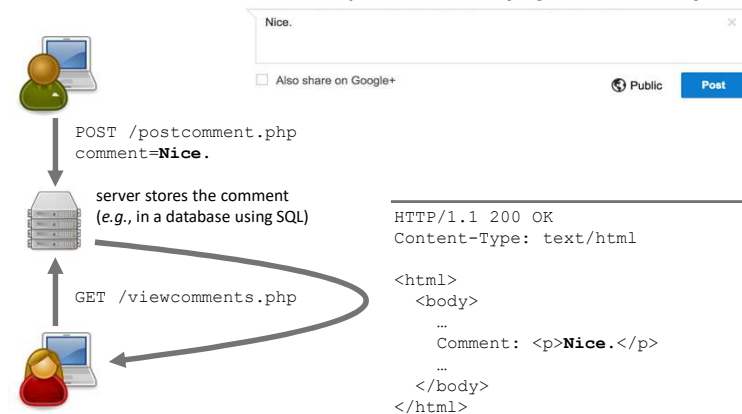 Nice.
Also share on Google+
Public
Post
POST /postcomment.php
comment=Nice.
server stores the comment
(e.g., in a database using SQL)
GET /viewcomments.php
HTTP/1.1 200 OK
Content-Type: text/html
<html>
<body>
…
Comment: <p>Nice.</p>
…
</body>
</html>